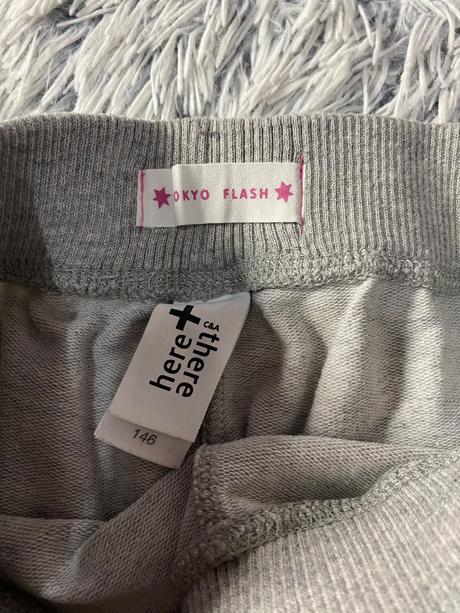 OKYO FLASH
here + there
C&A
146